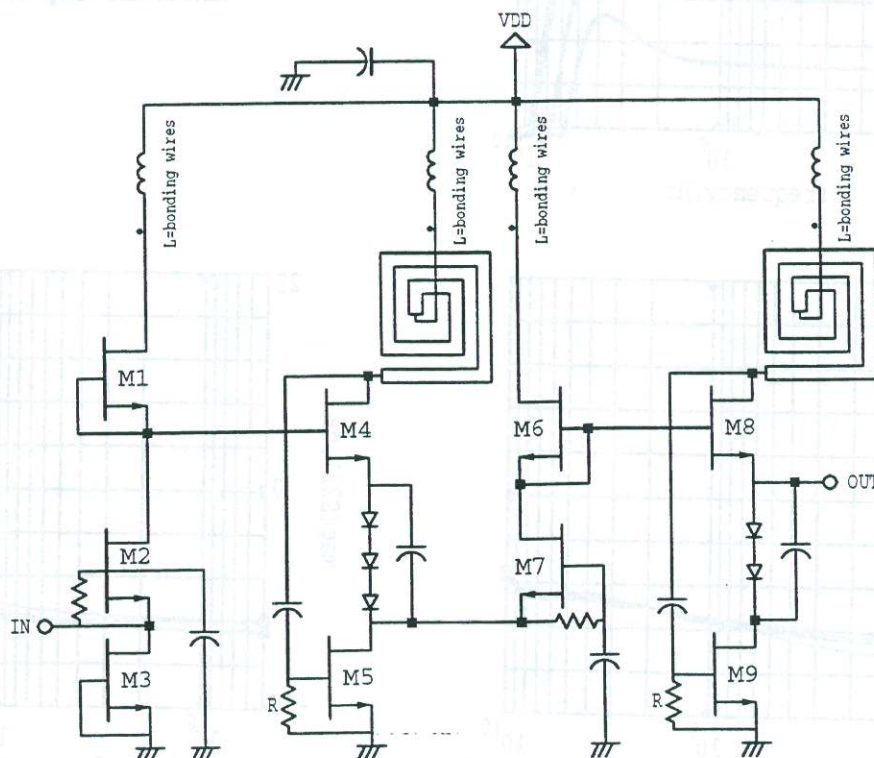 VDD
L=bonding wires
L=bonding wires
L=bonding wires
L=bonding wires
M1
M4
M6
M8
M2
M7
OUT
IN
M3
M5
M9
R
R